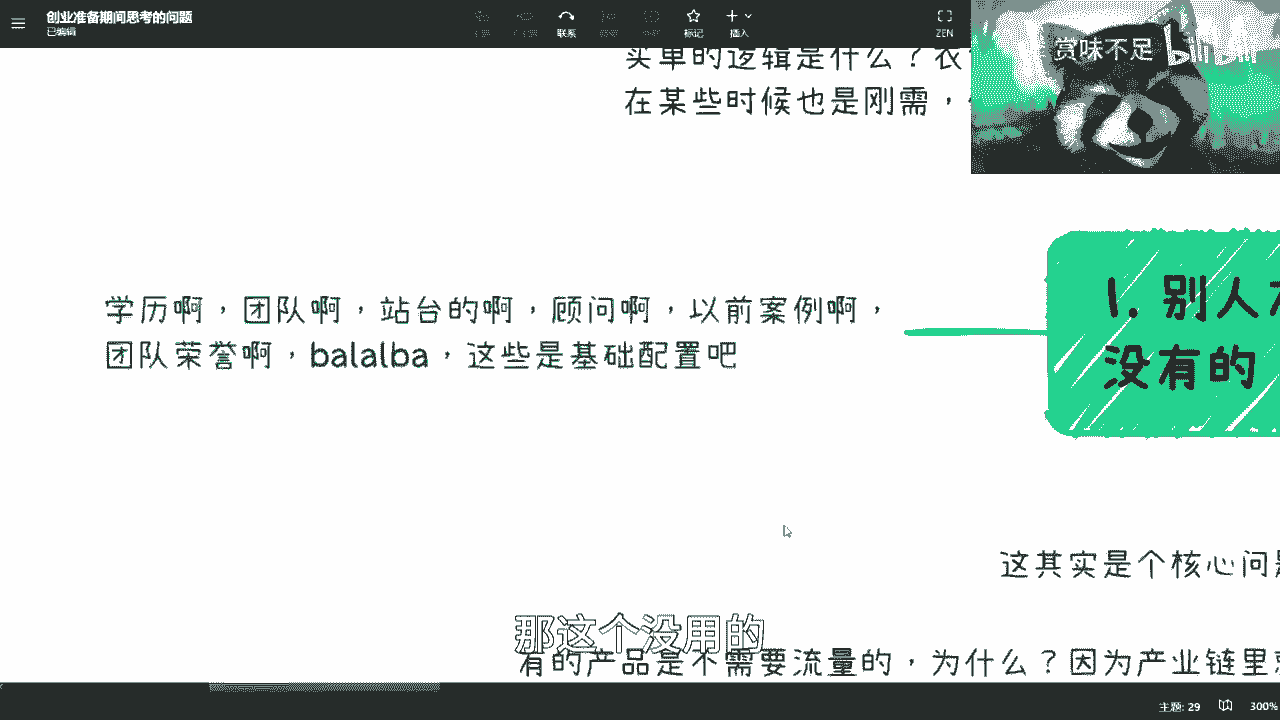 创业准备期间思考的问题
已编辑
联系
标记
插入
ZEN
赏味不足
bilibili
买单的逻辑是什么？衣
在某些时候也是刚需，
学历啊，团队啊，站台的啊，顾问啊，以前案例啊，
团队荣誉啊，balalba，这些是基础配置吧
1. 别人
没有的
这其实是个核心问
那这个没用的
有的产品是不需要流量的，为什么？因为产业链里
主题: 29
300%